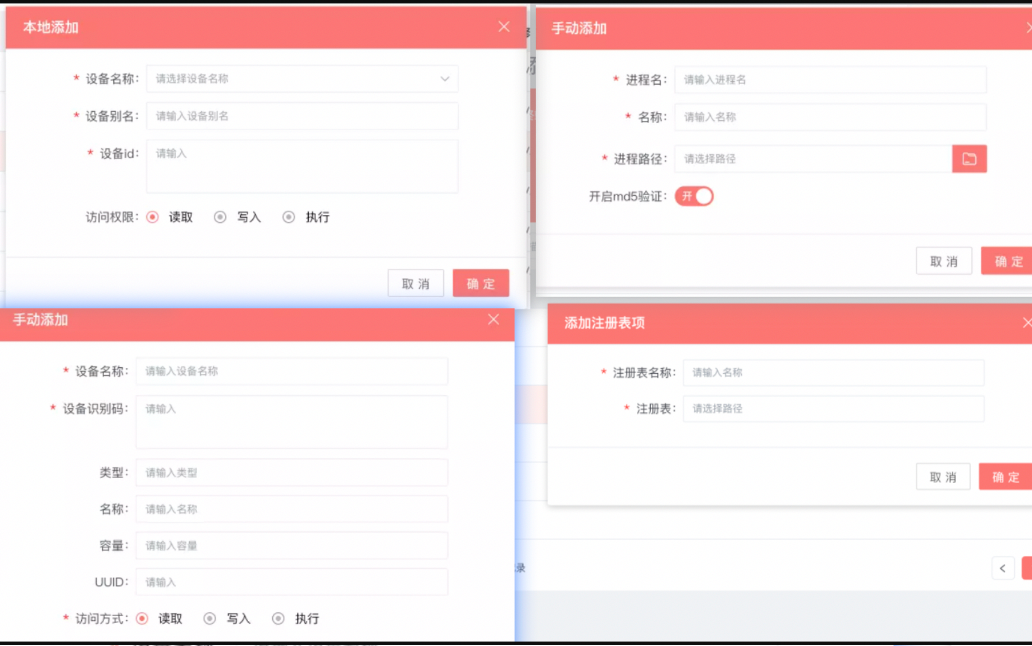 本地添加
* 设备名称: 请选择设备名称
* 设备别名: 请输入设备别名
* 设备id: 请输入
访问权限: 读取 写入 执行
取 消 确 定
手动添加
* 进程名: 请输入进程名
* 名称: 请输入名称
* 进程路径: 请选择路径
开启md5验证: 开
取 消 确 定
手动添加
* 设备名称: 请输入设备名称
* 设备识别码: 请输入
类型: 请输入类型
名称: 请输入名称
容量: 请输入容量
UUID: 请输入
* 访问方式: 读取 写入 执行
添加注册表项
* 注册表名称: 请输入名称
* 注册表: 请选择路径
取 消 确 定
录